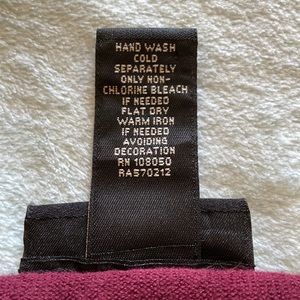 HAND WASH
COLD
SEPARATELY
ONLY NON-
CHLORINE BLEACH
IF NEEDED
FLAT DRY
WARM IRON
IF NEEDED
AVOIDING
DECORATION
RN 108050
RA570212